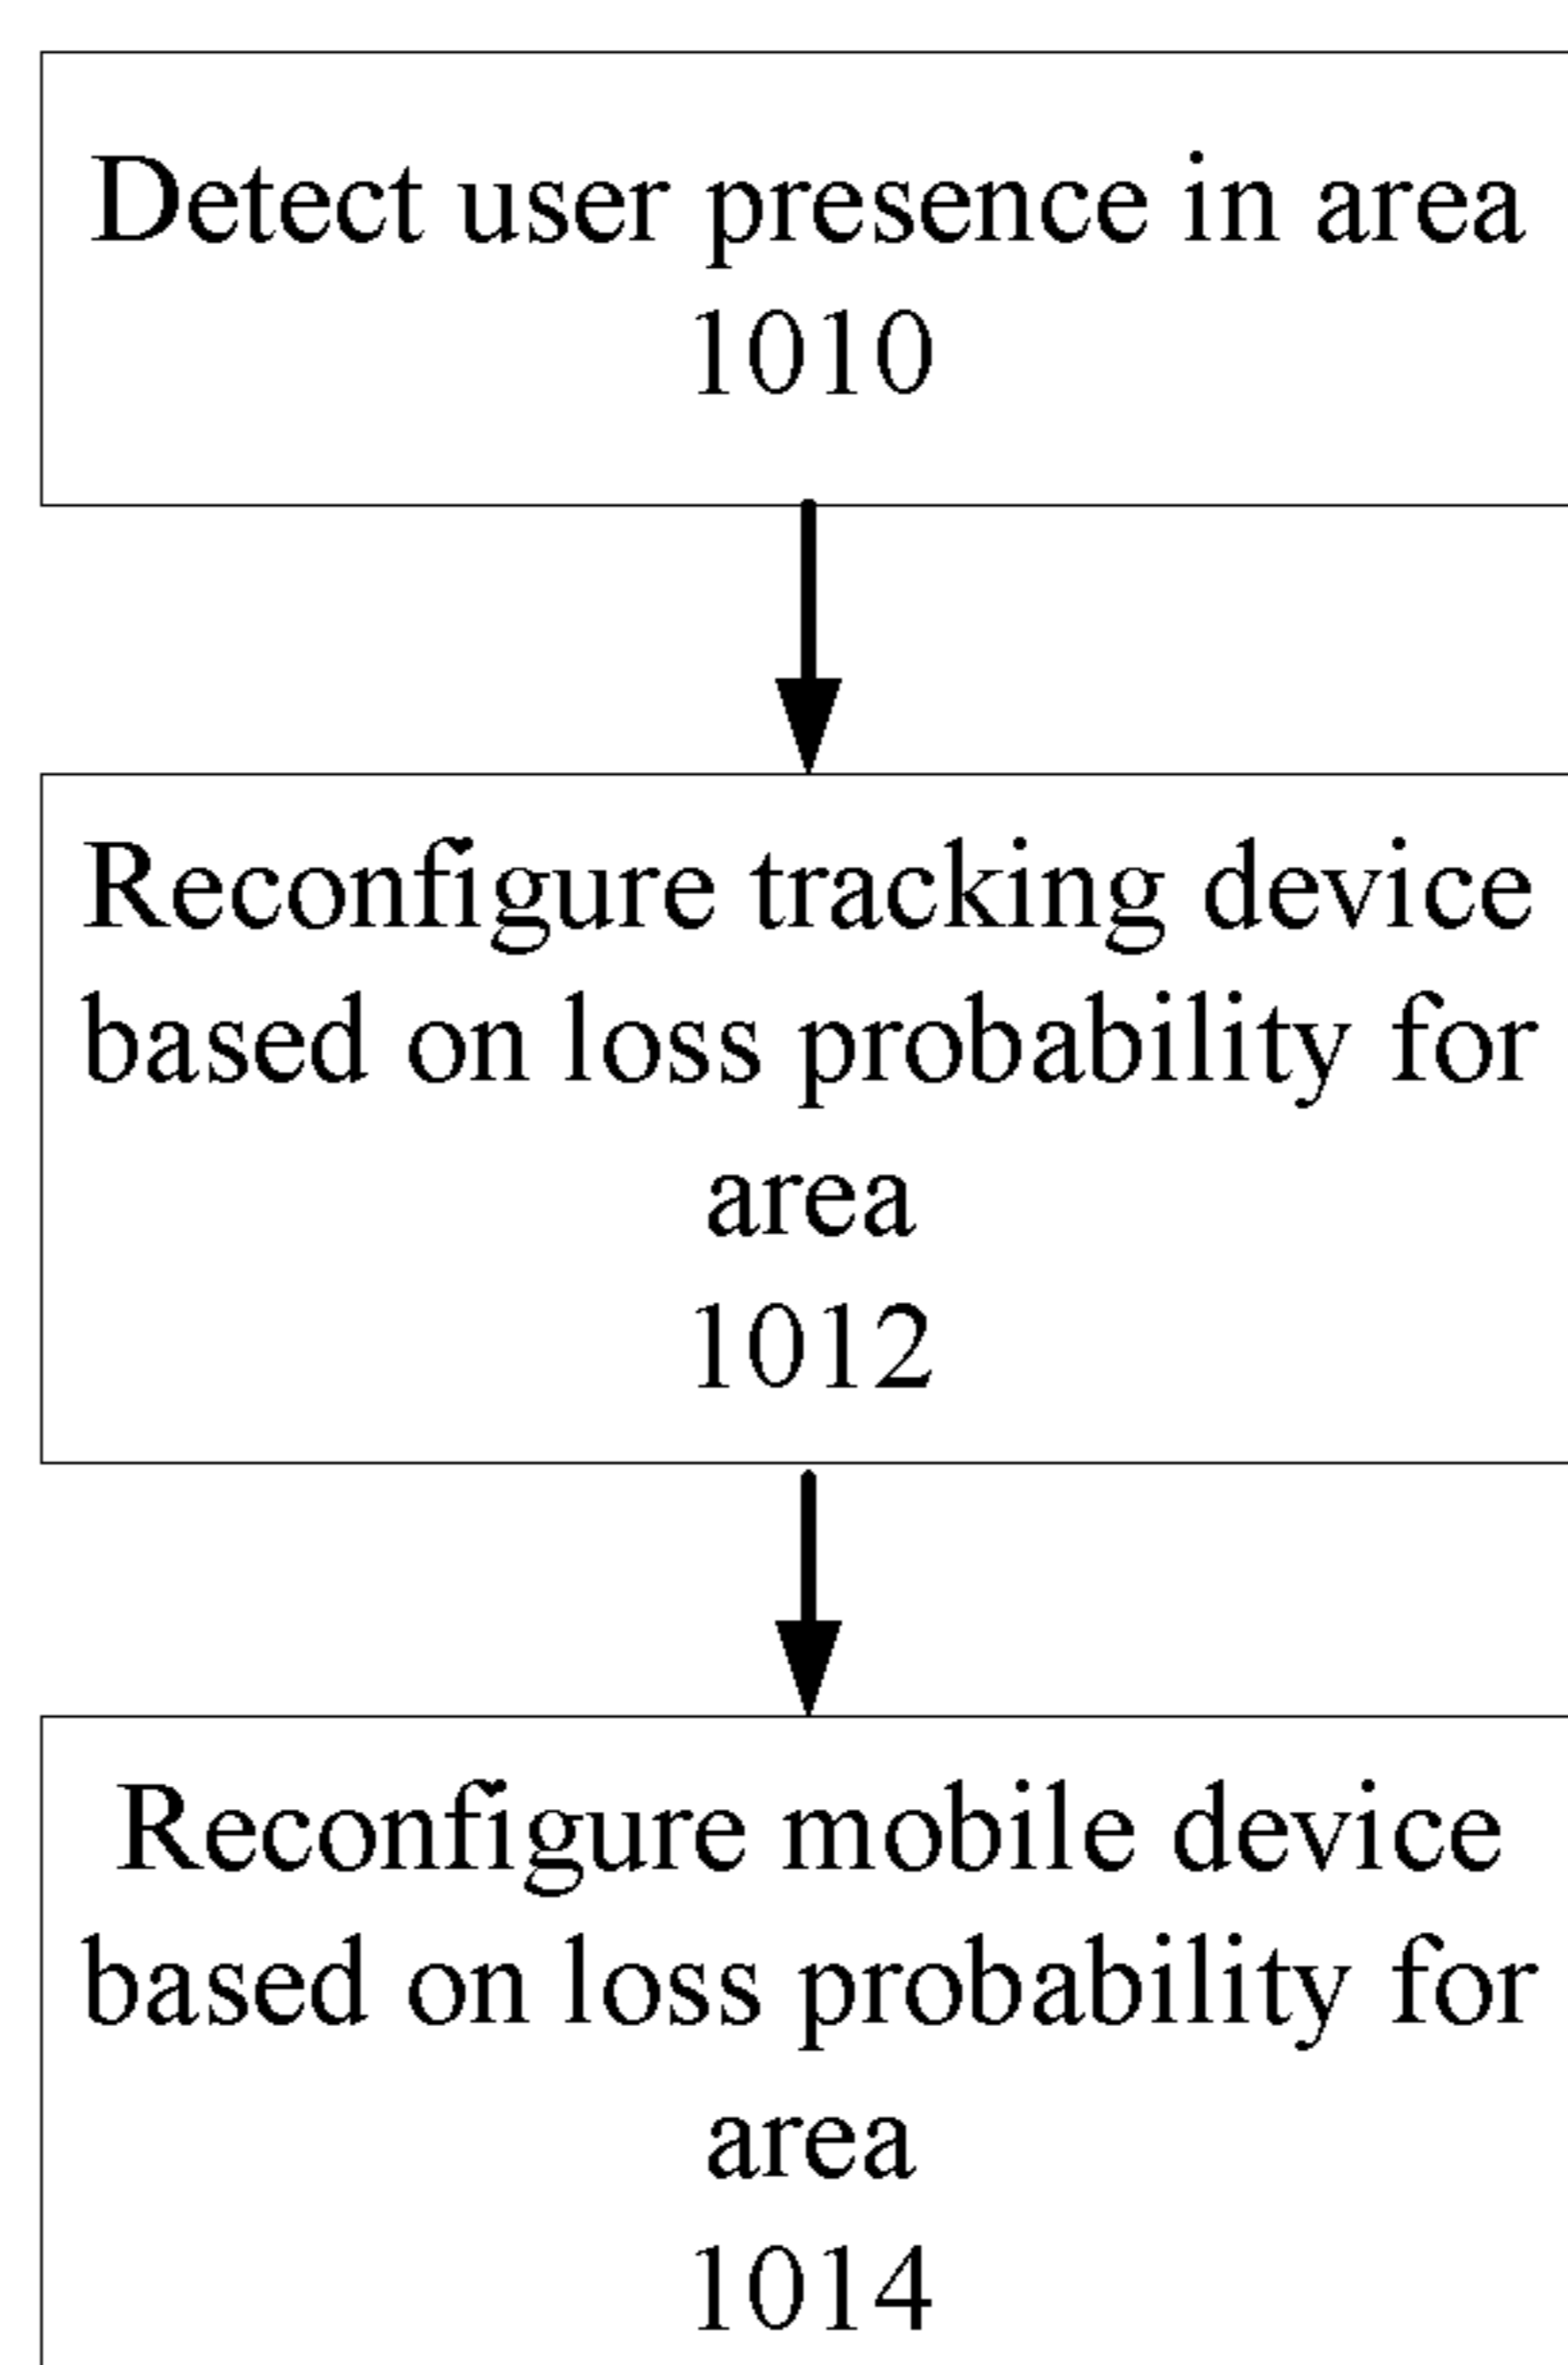 Detect user presence in area
1010
Reconfigure tracking device
based on loss probability for
area
1012
Reconfigure mobile device
based on loss probability for
area
1014